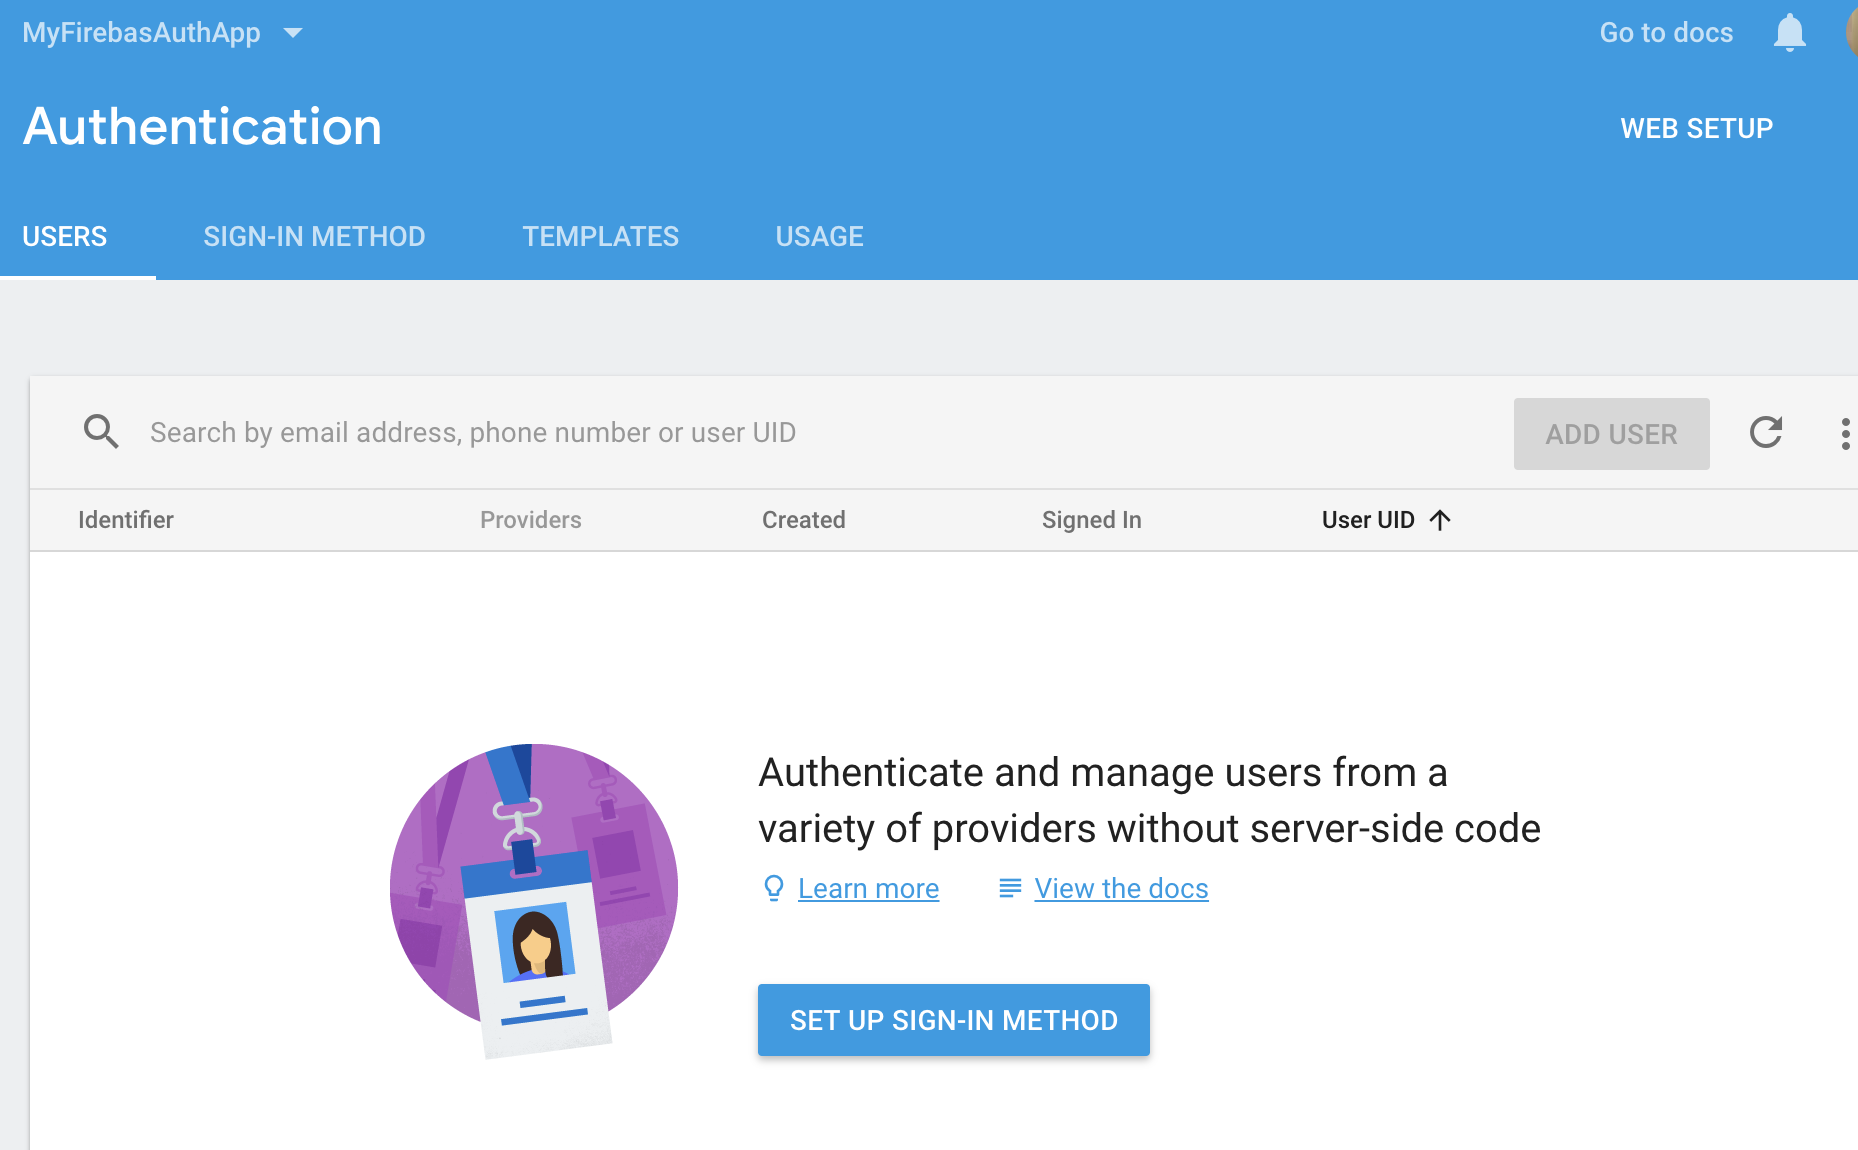 MyFirebasAuthApp
Go to docs
Authentication
WEB SETUP
USERS
SIGN-IN METHOD
TEMPLATES
USAGE
Search by email address, phone number or user UID
ADD USER
Identifier
Providers
Created
Signed In
User UID
Authenticate and manage users from a
variety of providers without server-side code
Learn more
View the docs
SET UP SIGN-IN METHOD